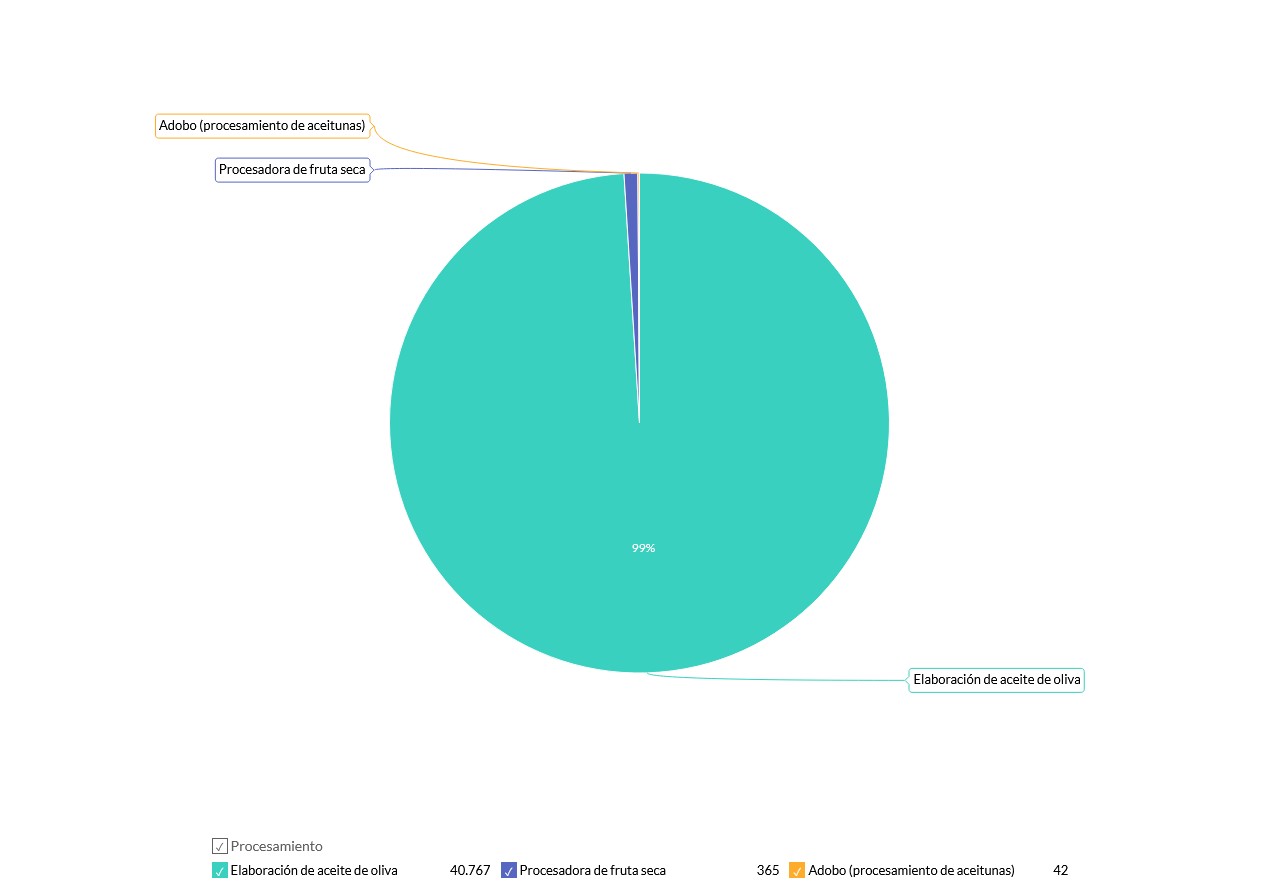 Adobo (procesamiento de aceitunas)
Procesadora de fruta seca
99%
Elaboración de aceite de oliva
Procesamiento
Elaboración de aceite de oliva 40.767 Procesadora de fruta seca 365 Adobo (procesamiento de aceitunas) 42